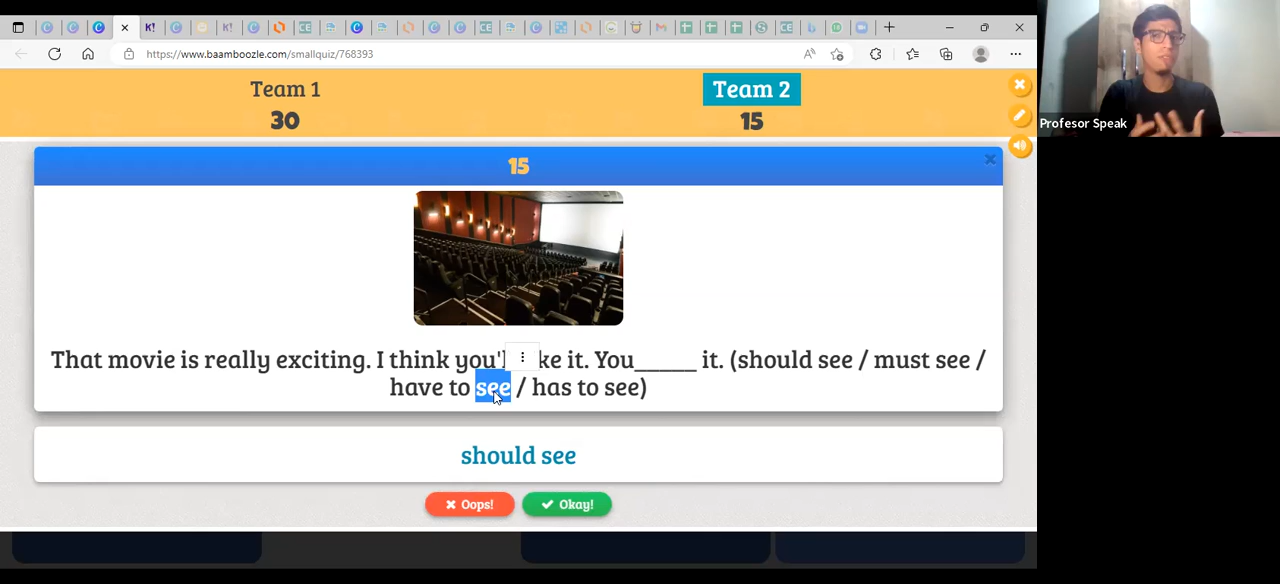 https://www.baamboozle.com/smallquiz/768393
Team 1
Team 2
30
15
Profesor Speak
15
That movie is really exciting. I think you'l ke it. You_____ it. (should see / must see /
have to see / has to see)
should see
Oops!
Okay!